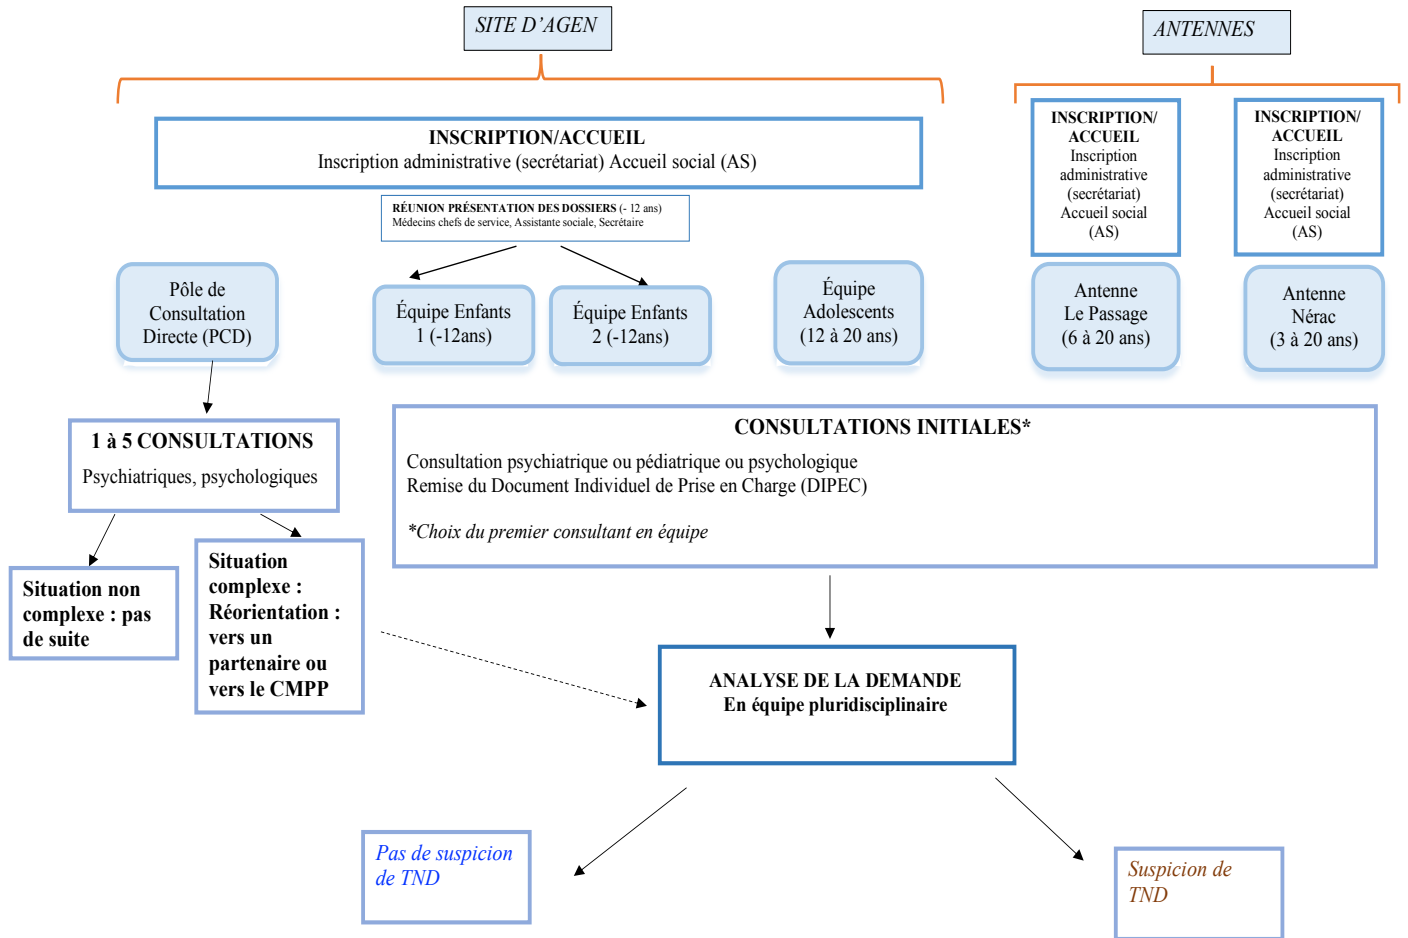 SITE D'AGEN
ANTENNES
INSCRIPTION/ACCUEIL
Inscription administrative (secrétariat) Accueil social (AS)
INSCRIPTION/
ACCUEIL
Inscription
administrative
(secrétariat)
Accueil social
(AS)
INSCRIPTION/
ACCUEIL
Inscription
administrative
(secrétariat)
Accueil social
(AS)
RÉUNION PRÉSENTATION DES DOSSIERS (- 12 ans)
Médecins chefs de service, Assistante sociale, Secrétaire
Pôle de
Consultation
Directe (PCD)
Équipe Enfants
1 (-12ans)
Équipe Enfants
2 (-12ans)
Équipe
Adolescents
(12 à 20 ans)
Antenne
Le Passage
(6 à 20 ans)
Antenne
Nérac
(3 à 20 ans)
1 à 5 CONSULTATIONS
Psychiatriques, psychologiques
CONSULTATIONS INITIALES*
Consultation psychiatrique ou pédiatrique ou psychologique
Remise du Document Individuel de Prise en Charge (DIPEC)
*Choix du premier consultant en équipe
Situation non
complexe : pas
de suite
Situation
complexe :
Réorientation :
vers un
partenaire ou
vers le CMPP
ANALYSE DE LA DEMANDE
En équipe pluridisciplinaire
Pas de suspicion
de TND
Suspicion de
TND